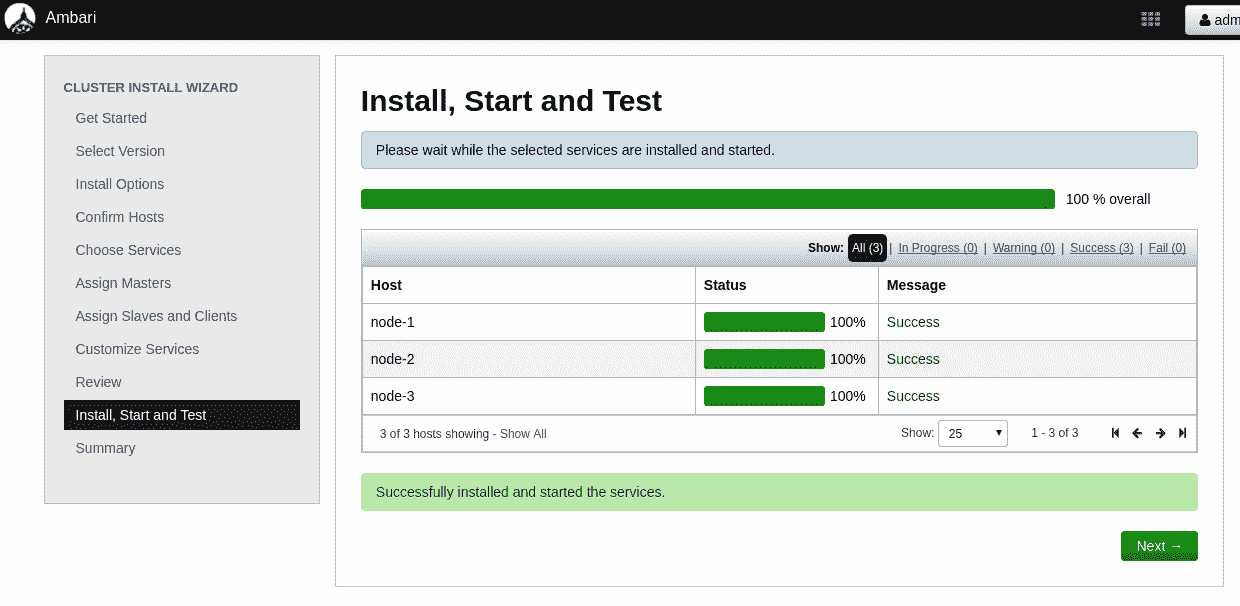 Ambari
adm
CLUSTER INSTALL WIZARD
Get Started
Select Version
Install Options
Confirm Hosts
Choose Services
Assign Masters
Assign Slaves and Clients
Customize Services
Review
Install, Start and Test
Summary
Install, Start and Test
Please wait while the selected services are installed and started.
100 % overall
Show: All (3) | In Progress (0) | Warning (0) | Success (3) | Fail (0)
Host Status Message
node-1 100% Success
node-2 100% Success
node-3 100% Success
3 of 3 hosts showing - Show All Show: 25 1 - 3 of 3
Successfully installed and started the services.
Next →